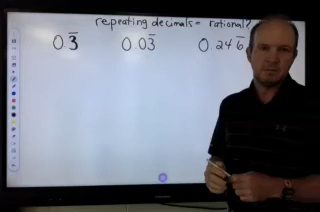 repeating decimals = rational?
0.3̅ 0.03̅ 0.246̅